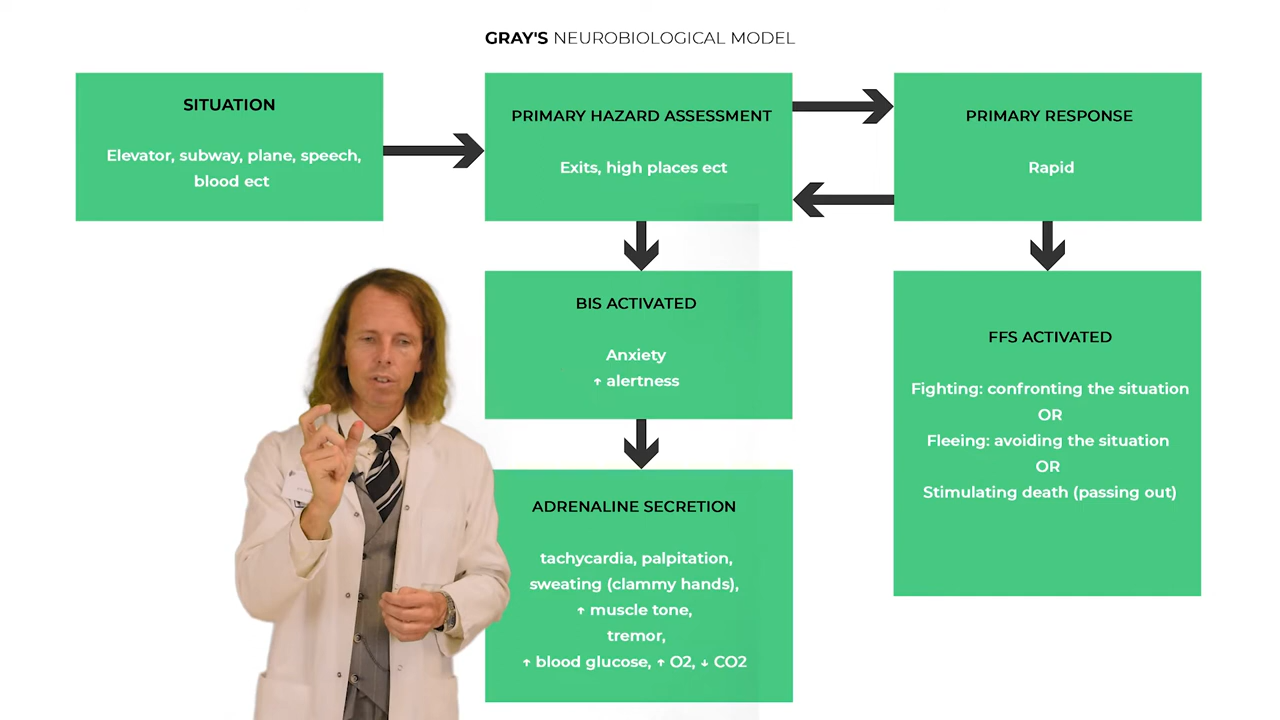 GRAY'S NEUROBIOLOGICAL MODEL
SITUATION
Elevator, subway, plane, speech,
blood ect
PRIMARY HAZARD ASSESSMENT
Exits, high places ect
PRIMARY RESPONSE
Rapid
BIS ACTIVATED
Anxiety
↑ alertness
FFS ACTIVATED
Fighting: confronting the situation
OR
Fleeing: avoiding the situation
OR
Stimulating death (passing out)
ADRENALINE SECRETION
tachycardia, palpitation,
sweating (clammy hands),
↑ muscle tone,
tremor,
↑ blood glucose, ↑ O2, ↓ CO2